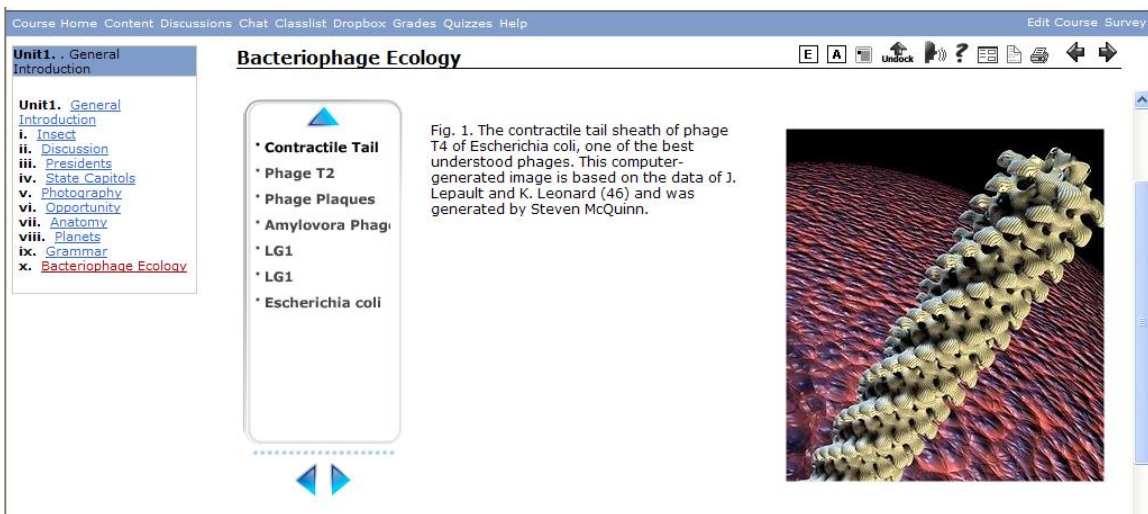 Course Home Content Discussions Chat Classlist Dropbox Grades Quizzes Help
Edit Course Survey
Unit1. . General
Introduction
Unit1. General
Introduction
i. Insect
ii. Discussion
iii. Presidents
iv. State Capitols
v. Photography
vi. Opportunity
vii. Anatomy
viii. Planets
ix. Grammar
x. Bacteriophage Ecology
Bacteriophage Ecology
E A Undock ?
Contractile Tail
Phage T2
Phage Plaques
Amylovora Phag
LG1
LG1
Escherichia coli
Fig. 1. The contractile tail sheath of phage
T4 of Escherichia coli, one of the best
understood phages. This computer-
generated image is based on the data of J.
Lepault and K. Leonard (46) and was
generated by Steven McQuinn.